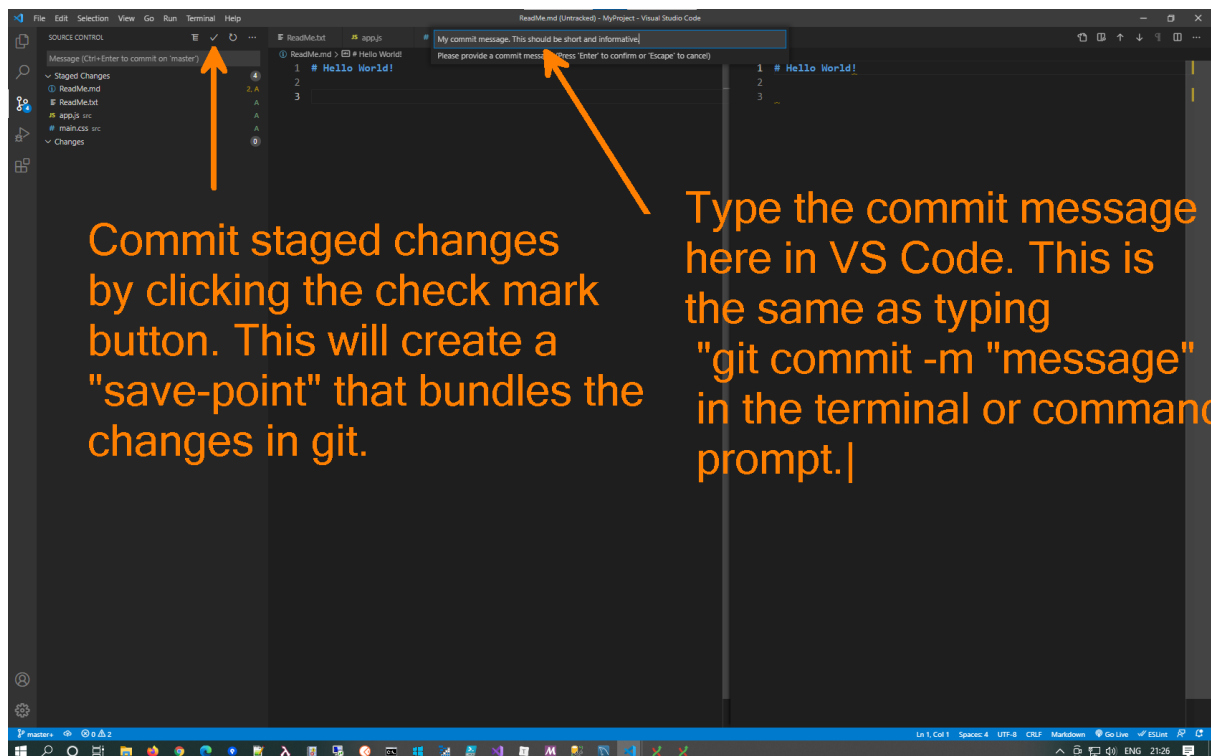 File Edit Selection View Go Run Terminal Help
ReadMe.md (Untracked) - MyProject - Visual Studio Code
SOURCE CONTROL
Message (Ctrl+Enter to commit on 'master')
Staged Changes 4
ReadMe.md 2, A
ReadMe.txt A
app.js src A
main.css src A
Changes 0
ReadMe.txt
app.js
My commit message. This should be short and informative.
Please provide a commit message (Press 'Enter' to confirm or 'Escape' to cancel)
ReadMe.md > # Hello World!
1 # Hello World!
2
3
1 # Hello World!
2
3
Commit staged changes
by clicking the check mark
button. This will create a
"save-point" that bundles the
changes in git.
Type the commit message
here in VS Code. This is
the same as typing
"git commit -m "message"
in the terminal or command
prompt.
master+ 0 2
Ln 1, Col 1 Spaces: 4 UTF-8 CRLF Markdown Go Live ESLint
ENG 21:26